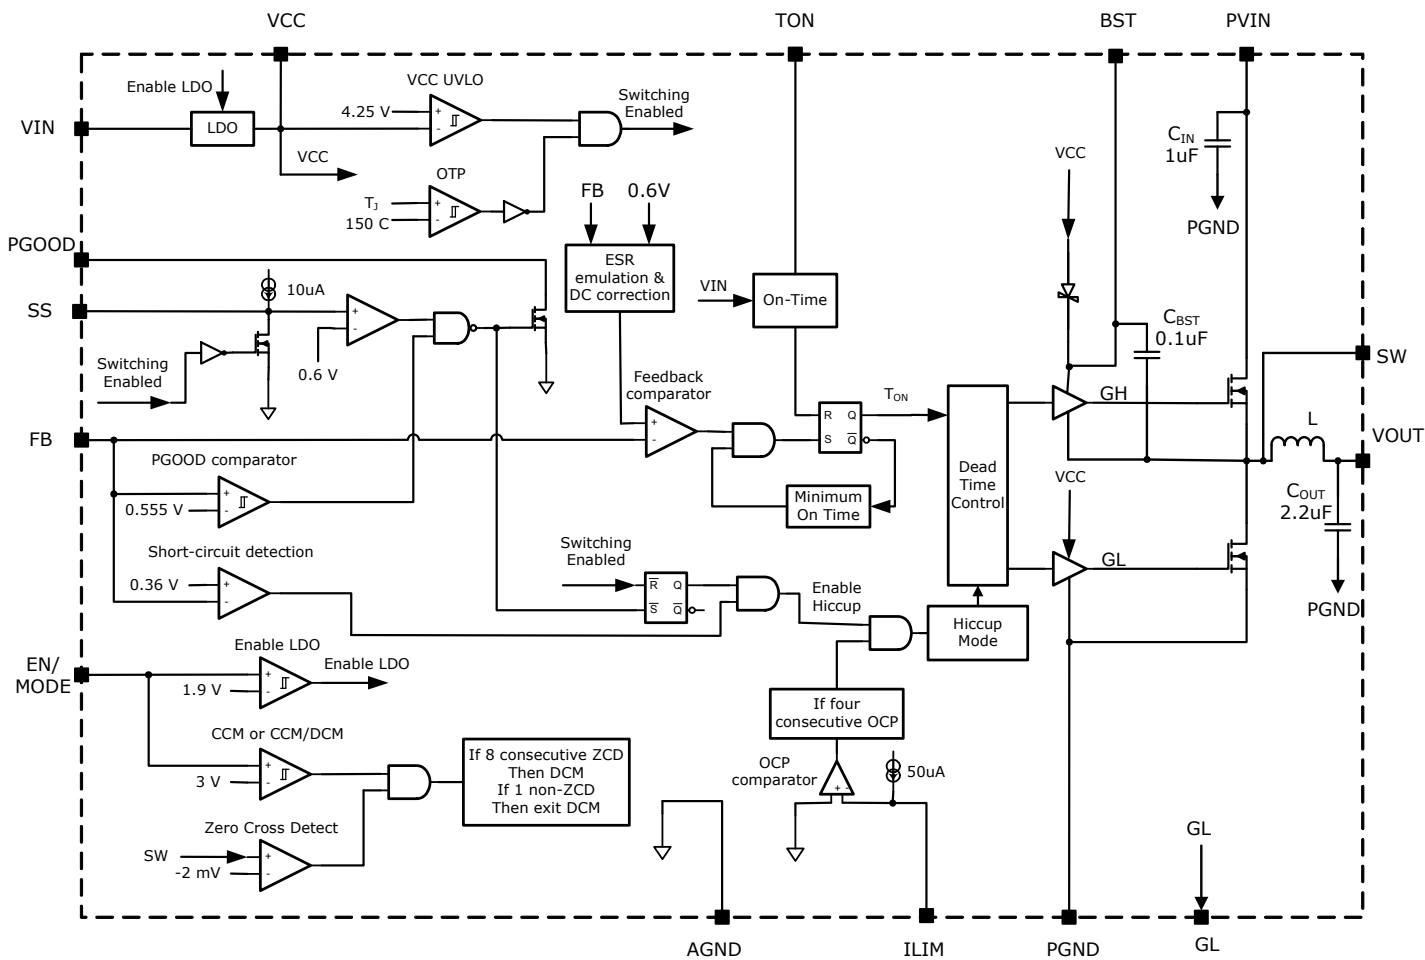 VCC
TON
BST
PVIN
Enable LDO
VCC UVLO
Switching
Enabled
4.25 V
+
-
VIN
LDO
VCC
OTP
TJ
150 C
+
-
FB
0.6V
CIN
1uF
PGND
VCC
PGOOD
ESR
emulation &
DC correction
VIN
On-Time
SS
10uA
+
-
0.6 V
Switching
Enabled
CBST
0.1uF
SW
Feedback
comparator
+
-
TON
R
Q
S
Q
GH
FB
L
VOUT
PGOOD comparator
+
-
0.555 V
Minimum
On Time
Dead
Time
Control
VCC
COUT
2.2uF
PGND
Short-circuit detection
0.36 V
+
-
Switching
Enabled
R
Q
S
Q
Enable
Hiccup
GL
Hiccup
Mode
EN/
MODE
Enable LDO
+
-
1.9 V
Enable LDO
If four
consecutive OCP
CCM or CCM/DCM
+
-
3 V
If 8 consecutive ZCD
Then DCM
If 1 non-ZCD
Then exit DCM
OCP
comparator
+ -
50uA
Zero Cross Detect
SW
+
-
-2 mV
GL
AGND
ILIM
PGND
GL